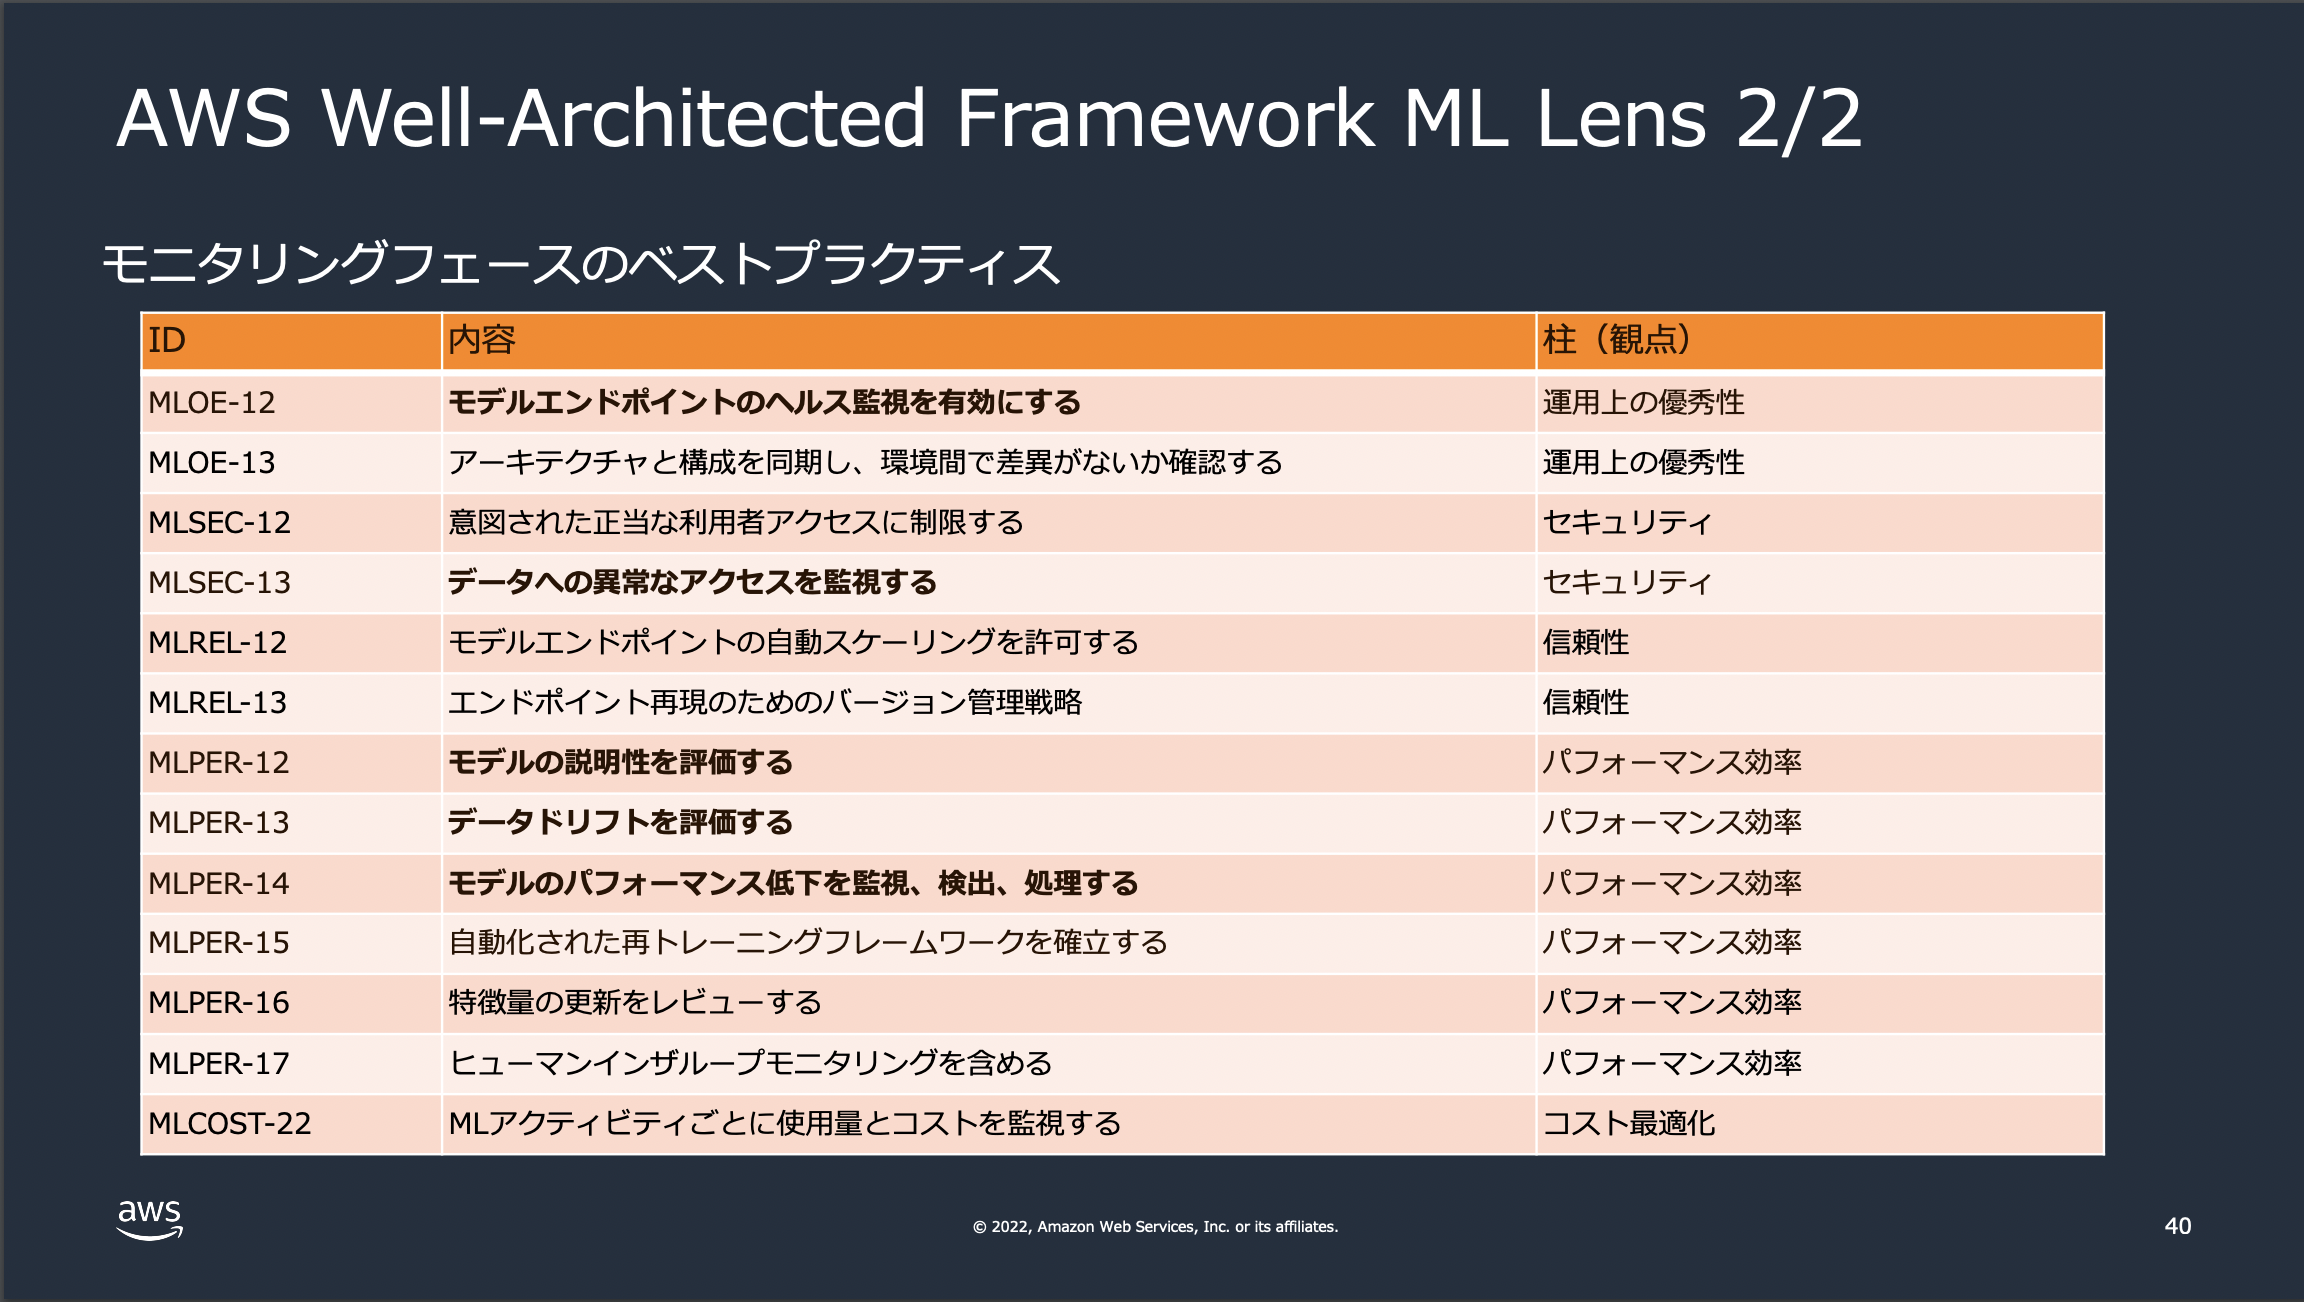 AWS Well-Architected Framework ML Lens 2/2
モニタリングフェースのベストプラクティス
ID 内容 柱（観点）
MLOE-12 モデルエンドポイントのヘルス監視を有効にする 運用上の優秀性
MLOE-13 アーキテクチャと構成を同期し、環境間で差異がないか確認する 運用上の優秀性
MLSEC-12 意図された正当な利用者アクセスに制限する セキュリティ
MLSEC-13 データへの異常なアクセスを監視する セキュリティ
MLREL-12 モデルエンドポイントの自動スケーリングを許可する 信頼性
MLREL-13 エンドポイント再現のためのバージョン管理戦略 信頼性
MLPER-12 モデルの説明性を評価する パフォーマンス効率
MLPER-13 データドリフトを評価する パフォーマンス効率
MLPER-14 モデルのパフォーマンス低下を監視、検出、処理する パフォーマンス効率
MLPER-15 自動化された再トレーニングフレームワークを確立する パフォーマンス効率
MLPER-16 特徴量の更新をレビューする パフォーマンス効率
MLPER-17 ヒューマンインザループモニタリングを含める パフォーマンス効率
MLCOST-22 MLアクティビティごとに使用量とコストを監視する コスト最適化
aws
© 2022, Amazon Web Services, Inc. or its affiliates.
40